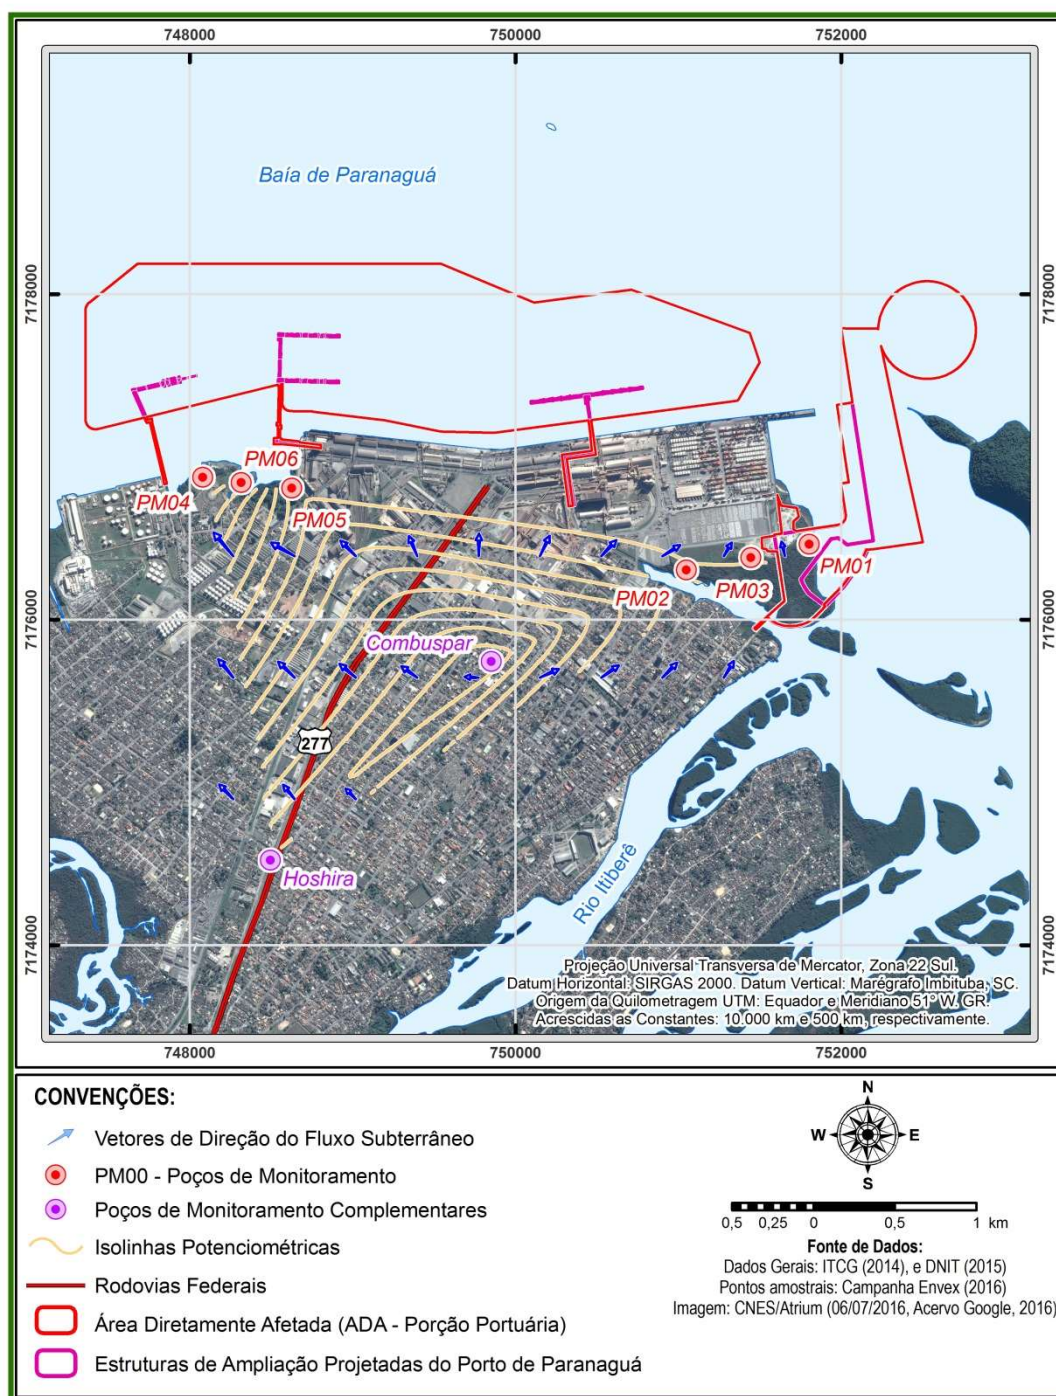 748000
750000
752000
Baía de Paranaguá
7178000
7178000
PM06
PM04
PM05
PM03
PM01
PM02
7176000
7176000
Combuspar
277
Hoshira
Rio Itiberê
7174000
7174000
Projeção Universal Transversa de Mercator, Zona 22 Sul.
Datum Horizontal: SIRGAS 2000. Datum Vertical: Marégrafo Imbituba, SC.
Origem da Quilometragem UTM: Equador e Meridiano 51° W. GR.
Acrescidas as Constantes: 10.000 km e 500 km, respectivamente.
748000
750000
752000
CONVENÇÕES:
Vetores de Direção do Fluxo Subterrâneo
PM00 - Poços de Monitoramento
Poços de Monitoramento Complementares
Isolinhas Potenciométricas
Rodovias Federais
Área Diretamente Afetada (ADA - Porção Portuária)
Estruturas de Ampliação Projetadas do Porto de Paranaguá
N
W
E
S
0,5 0,25 0 0,5 1 km
Fonte de Dados:
Dados Gerais: ITCG (2014), e DNIT (2015)
Pontos amostrais: Campanha Envex (2016)
Imagem: CNES/Atrium (06/07/2016, Acervo Google, 2016)